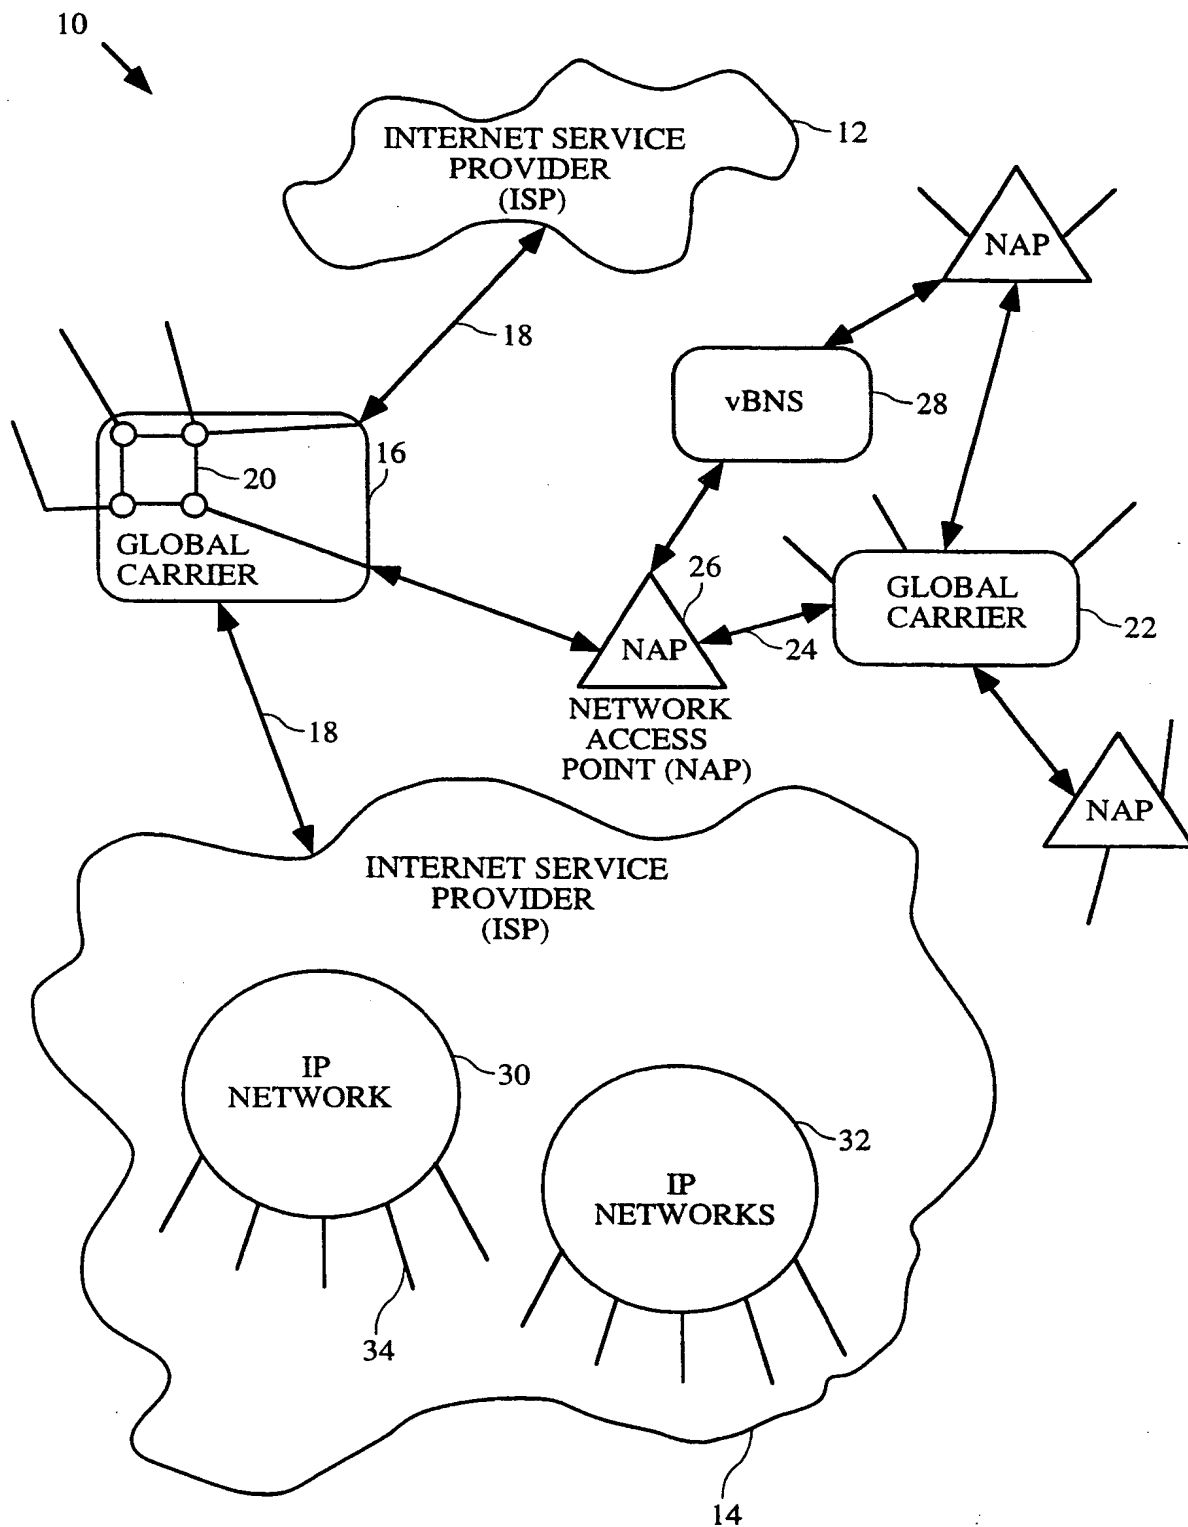 10
INTERNET SERVICE
PROVIDER
(ISP)
12
NAP
18
vBNS
28
16
20
GLOBAL
CARRIER
26
GLOBAL
CARRIER
22
24
NAP
NETWORK
ACCESS
POINT (NAP)
18
NAP
INTERNET SERVICE
PROVIDER
(ISP)
IP
NETWORK
30
32
IP
NETWORKS
34
14